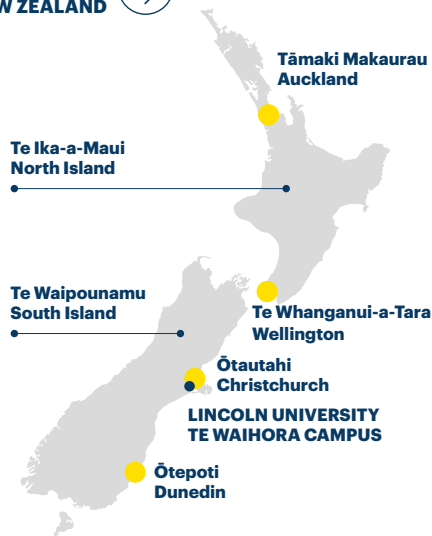 ZEALAND
Tāmaki Makaurau
Auckland
Te Ika-a-Maui
North Island
Te Waipounamu
South Island
Te Whanganui-a-Tara
Wellington
Ōtautahi
Christchurch
LINCOLN UNIVERSITY
TE WAIHORA CAMPUS
Ōtepoti
Dunedin